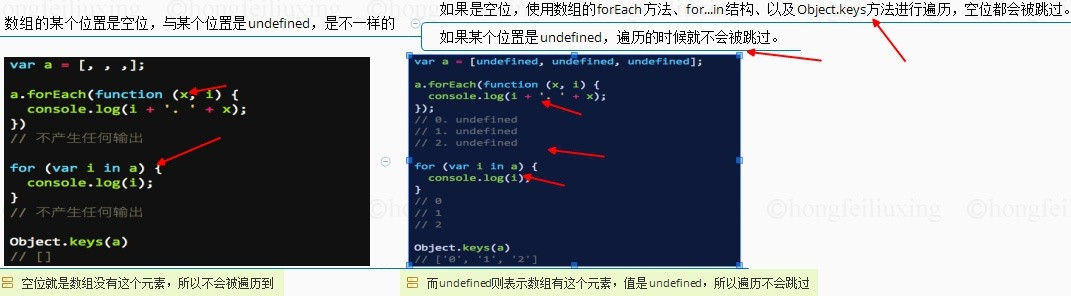 如果是空位，使用数组的forEach方法、for...in结构、以及Object.keys方法进行遍历，空位都会被跳过。
数组的某个位置是空位，与某个位置是undefined，是不一样的
如果某个位置是undefined，遍历的时候就不会被跳过。
var a = [, , ,];
a.forEach(function (x, i) {
console.log(i + '. ' + x);
})
// 不产生任何输出
for (var i in a) {
console.log(i);
}
// 不产生任何输出
Object.keys(a)
// []
var a = [undefined, undefined, undefined];
a.forEach(function (x, i) {
console.log(i + '. ' + x);
});
// 0. undefined
// 1. undefined
// 2. undefined
for (var i in a) {
console.log(i);
}
// 0
// 1
// 2
Object.keys(a)
// ['0', '1', '2']
空位就是数组没有这个元素，所以不会被遍历到
而undefined则表示数组有这个元素，值是undefined，所以遍历不会跳过
©hongfeiliuxing
©hongfeiliuxing